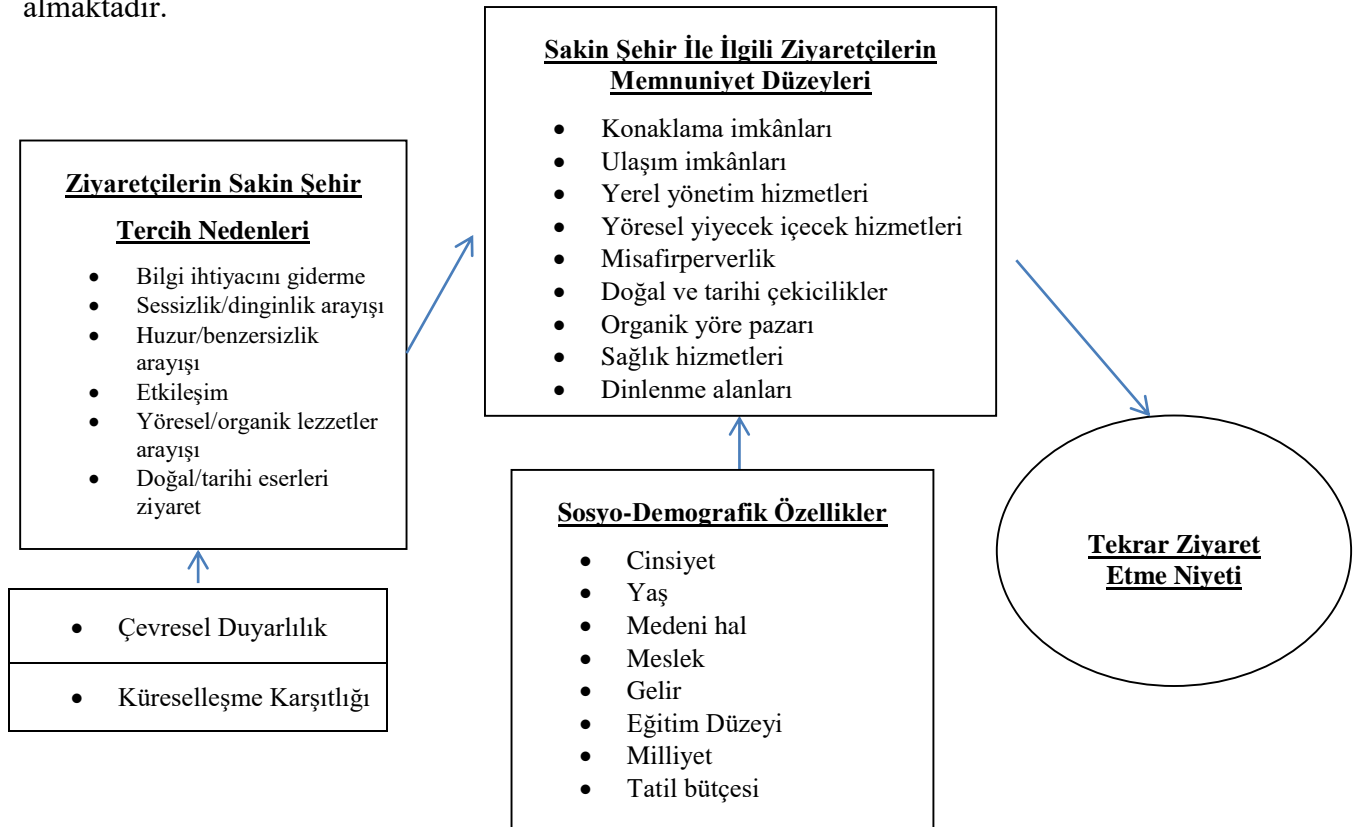 almaktadır.
Sakin Şehir İle İlgili Ziyaretçilerin
Memnuniyet Düzeyleri
• Konaklama imkânları
• Ulaşım imkânları
• Yerel yönetim hizmetleri
• Yöresel yiyecek içecek hizmetleri
• Misafirperverlik
• Doğal ve tarihi çekicilikler
• Organik yöre pazarı
• Sağlık hizmetleri
• Dinlenme alanları
Ziyaretçilerin Sakin Şehir
Tercih Nedenleri
• Bilgi ihtiyacını giderme
• Sessizlik/dinginlik arayışı
• Huzur/benzersizlik
arayışı
• Etkileşim
• Yöresel/organik lezzetler
arayışı
• Doğal/tarihi eserleri
ziyaret
• Çevresel Duyarlılık
• Küreselleşme Karşıtlığı
Sosyo-Demografik Özellikler
• Cinsiyet
• Yaş
• Medeni hal
• Meslek
• Gelir
• Eğitim Düzeyi
• Milliyet
• Tatil bütçesi
Tekrar Ziyaret
Etme Niyeti